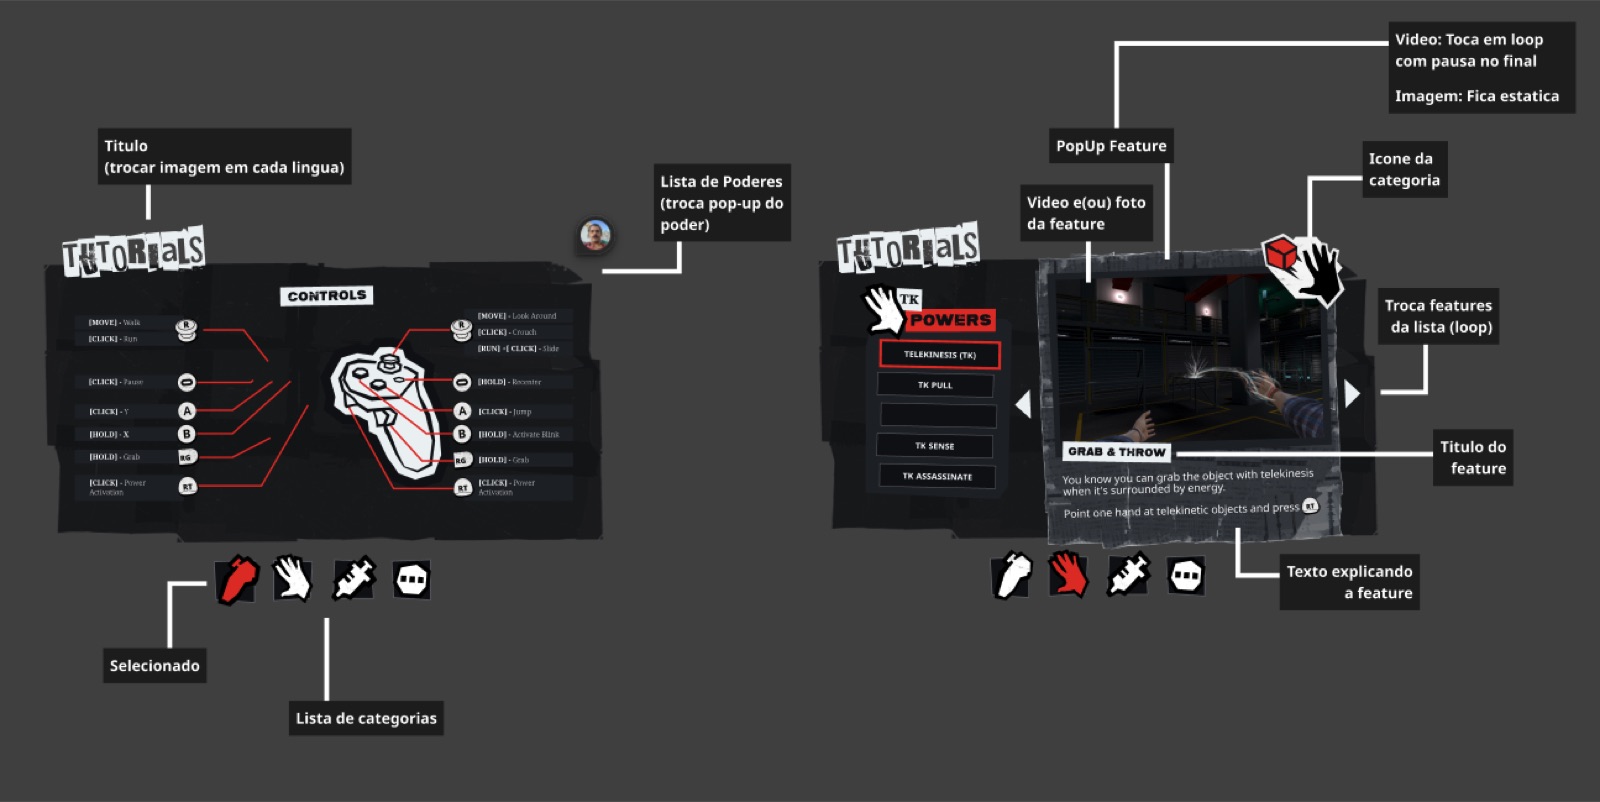 Video: Toca em loop
com pausa no final
Imagem: Fica estatica
Titulo
(trocar imagem em cada lingua)
PopUp Feature
Icone da
categoria
Lista de Poderes
(troca pop-up do
poder)
Video e(ou) foto
da feature
TUTORIALS
CONTROLS
[MOVE] - Walk
[CLICK] - Run
R
[CLICK] - Pause
[CLICK] - Y
A
[HOLD] - X
B
[HOLD] - Grab
RG
[CLICK] - Power
Activation
RT
R
[MOVE] - Look Around
[CLICK] - Crouch
[RUN] +[ CLICK] - Slide
[HOLD] - Recenter
A
[CLICK] - Jump
B
[HOLD] - Activate Blink
RG
[HOLD] - Grab
RT
[CLICK] - Power
Activation
Selecionado
Lista de categorias
TUTORIALS
TK
POWERS
TELEKINESIS (TK)
TK PULL
TK SENSE
TK ASSASSINATE
GRAB & THROW
You know you can grab the object with telekinesis
when it's surrounded by energy.
Point one hand at telekinetic objects and press RT
Troca features
da lista (loop)
Titulo do
feature
Texto explicando
a feature